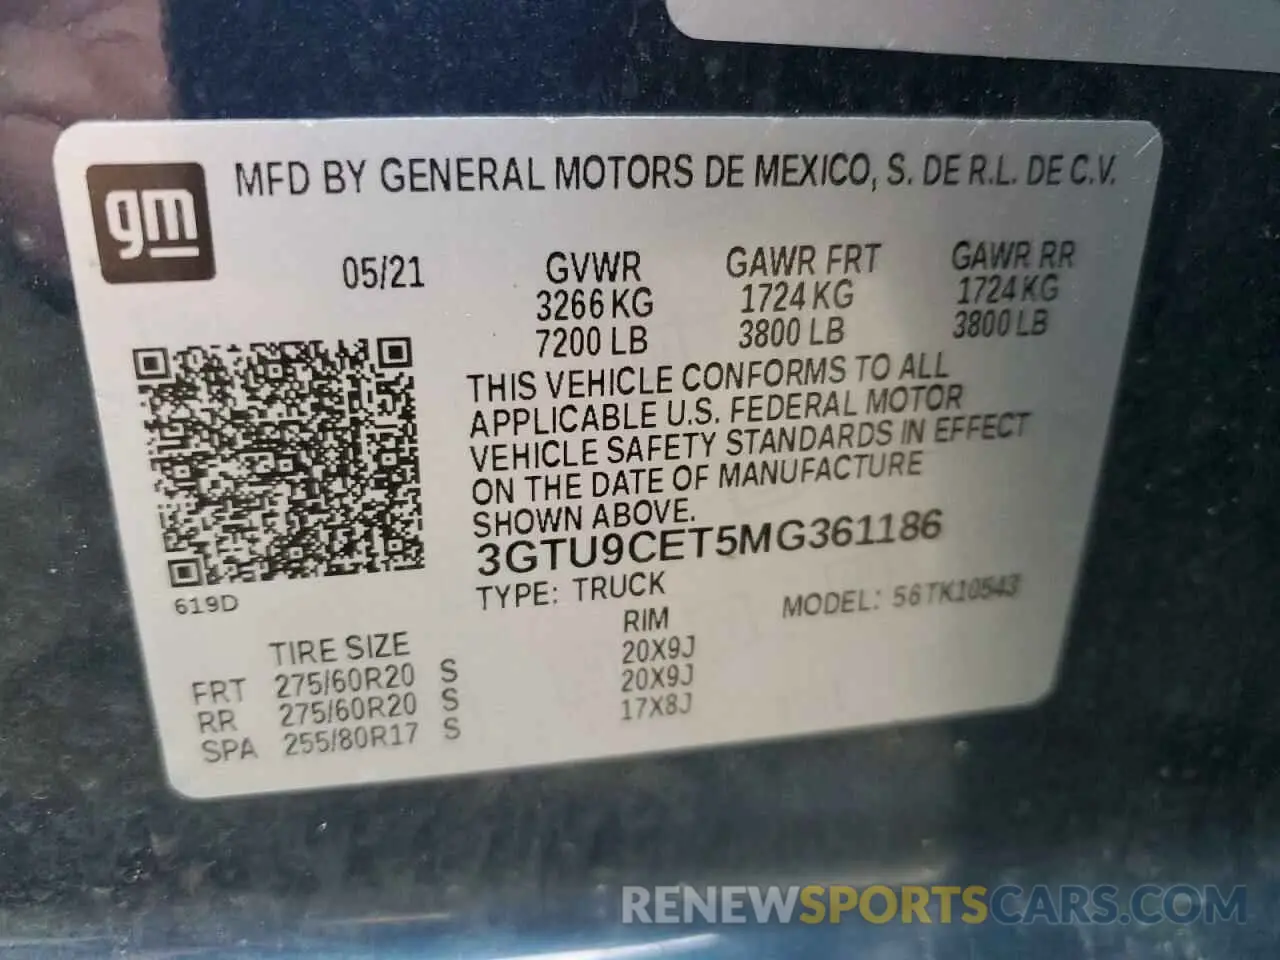 gm
MFD BY GENERAL MOTORS DE MEXICO, S. DE R.L. DE C.V.
05/21 GVWR GAWR FRT GAWR RR
3266 KG 1724 KG 1724 KG
7200 LB 3800 LB 3800 LB
THIS VEHICLE CONFORMS TO ALL
APPLICABLE U.S. FEDERAL MOTOR
VEHICLE SAFETY STANDARDS IN EFFECT
ON THE DATE OF MANUFACTURE
SHOWN ABOVE.
3GTU9CET5MG361186
619D
TYPE: TRUCK
MODEL: 56TK10543
TIRE SIZE RIM
FRT 275/60R20 S 20X9J
RR 275/60R20 S 20X9J
SPA 255/80R17 S 17X8J
RENEWSPORTSCARS.COM